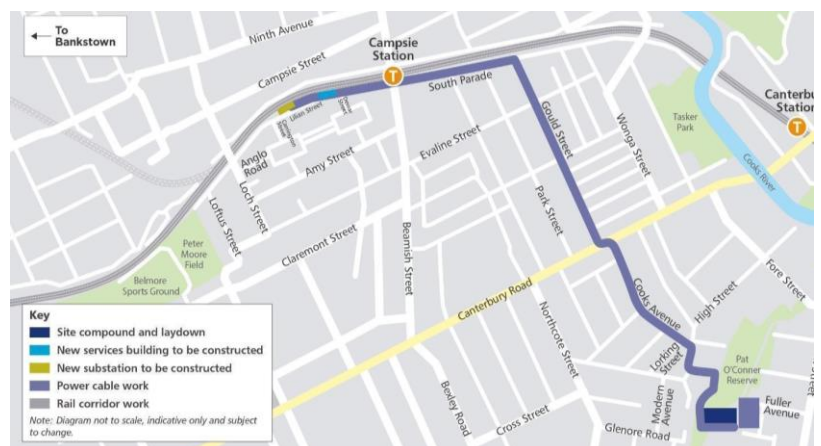 To
Bankstown
Ninth Avenue
Campsie Street
Campsie
Station
T
South Parade
Lilian Street
Anglo
Road
Amy Street
Evaline Street
Gould Street
Wonga Street
Tasker
Park
Canterbury
Station
T
Cooks River
Loch Street
Loftus Street
Claremont Street
Beamish Street
Park Street
Peter
Moore
Field
Belmore
Sports Ground
Canterbury Road
Cooks Avenue
High Street
Fore Street
Northcote Street
Bexley Road
Cross Street
Lorking
Street
Modern
Avenue
Glenore Road
Pat
O'Conner
Reserve
Fuller
Avenue
Street
Key
Site compound and laydown
New services building to be constructed
New substation to be constructed
Power cable work
Rail corridor work
Note: Diagram not to scale, indicative only and subject
to change.